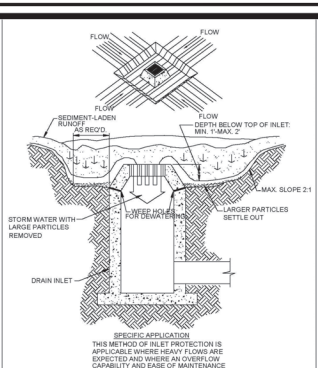 FLOW
FLOW
FLOW
FLOW
SEDIMENT-LADEN
RUNOFF
AS REQ'D.
DEPTH BELOW TOP OF INLET:
MIN. 1'-MAX. 2'
MAX. SLOPE 2:1
LARGER PARTICLES
SETTLE OUT
WEEP HOLES
FOR DEWATERING
STORM WATER WITH
LARGE PARTICLES
REMOVED
DRAIN INLET
SPECIFIC APPLICATION
THIS METHOD OF INLET PROTECTION IS
APPLICABLE WHERE HEAVY FLOWS ARE
EXPECTED AND WHERE AN OVERFLOW
CAPABILITY AND EASE OF MAINTENANCE